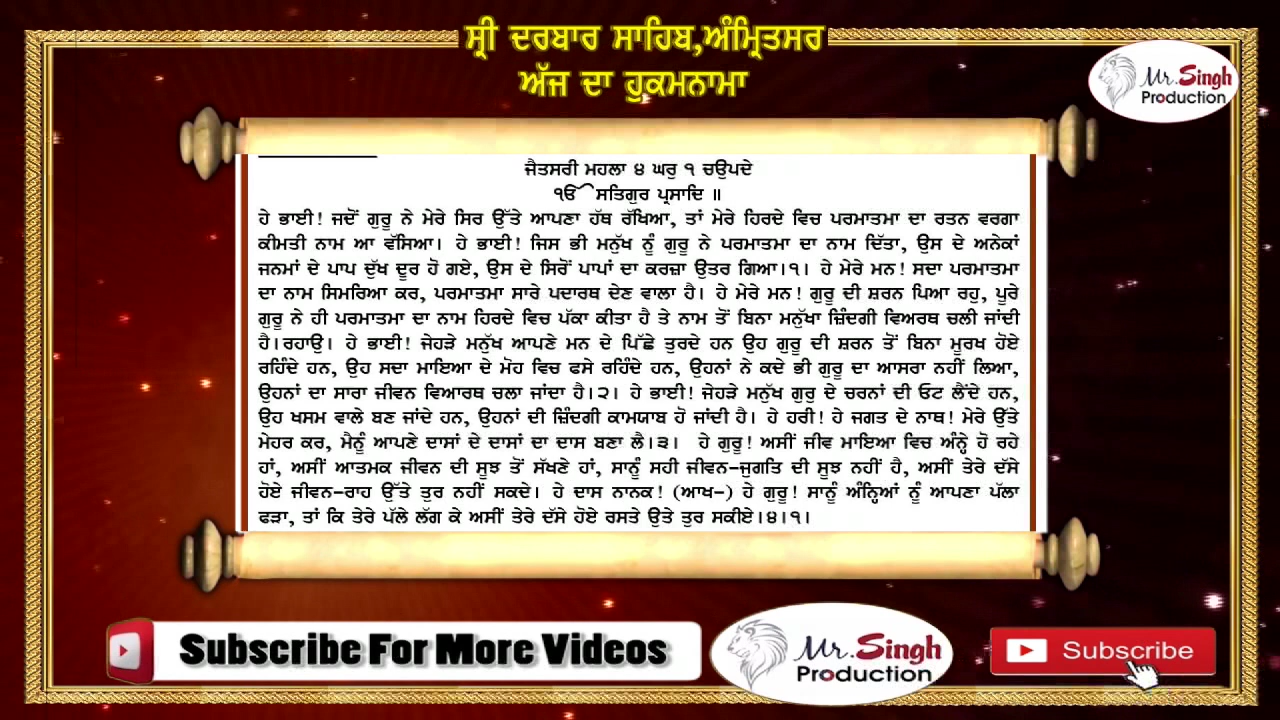 ਸ੍ਰੀ ਦਰਬਾਰ ਸਾਹਿਬ,ਅੰਮ੍ਰਿਤਸਰ
ਅੱਜ ਦਾ ਹੁਕਮਨਾਮਾ
Mr.Singh
Production
ਜੈਤਸਰੀ ਮਹਲਾ ੪ ਘਰੁ ੧ ਚਉਪਦੇ
ੴ ਸਤਿਗੁਰ ਪ੍ਰਸਾਦਿ ॥
ਹੇ ਭਾਈ! ਜਦੋਂ ਗੁਰੂ ਨੇ ਮੇਰੇ ਸਿਰ ਉੱਤੇ ਆਪਣਾ ਹੱਥ ਰੱਖਿਆ, ਤਾਂ ਮੇਰੇ ਹਿਰਦੇ ਵਿਚ ਪਰਮਾਤਮਾ ਦਾ ਰਤਨ ਵਰਗਾ
ਕੀਮਤੀ ਨਾਮ ਆ ਵੱਸਿਆ। ਹੇ ਭਾਈ! ਜਿਸ ਭੀ ਮਨੁੱਖ ਨੂੰ ਗੁਰੂ ਨੇ ਪਰਮਾਤਮਾ ਦਾ ਨਾਮ ਦਿੱਤਾ, ਉਸ ਦੇ ਅਨੇਕਾਂ
ਜਨਮਾਂ ਦੇ ਪਾਪ ਦੁੱਖ ਦੂਰ ਹੋ ਗਏ, ਉਸ ਦੇ ਸਿਰੋਂ ਪਾਪਾਂ ਦਾ ਕਰਜ਼ਾ ਉਤਰ ਗਿਆ।੧। ਹੇ ਮੇਰੇ ਮਨ! ਸਦਾ ਪਰਮਾਤਮਾ
ਦਾ ਨਾਮ ਸਿਮਰਿਆ ਕਰ, ਪਰਮਾਤਮਾ ਸਾਰੇ ਪਦਾਰਥ ਦੇਣ ਵਾਲਾ ਹੈ। ਹੇ ਮੇਰੇ ਮਨ! ਗੁਰੂ ਦੀ ਸ਼ਰਨ ਪਿਆ ਰਹੁ, ਪੂਰੇ
ਗੁਰੂ ਨੇ ਹੀ ਪਰਮਾਤਮਾ ਦਾ ਨਾਮ ਹਿਰਦੇ ਵਿਚ ਪੱਕਾ ਕੀਤਾ ਹੈ ਤੇ ਨਾਮ ਤੋਂ ਬਿਨਾ ਮਨੁੱਖਾ ਜ਼ਿੰਦਗੀ ਵਿਅਰਥ ਚਲੀ ਜਾਂਦੀ
ਹੈ।ਰਹਾਉ। ਹੇ ਭਾਈ! ਜੇਹੜੇ ਮਨੁੱਖ ਆਪਣੇ ਮਨ ਦੇ ਪਿੱਛੇ ਤੁਰਦੇ ਹਨ ਉਹ ਗੁਰੂ ਦੀ ਸ਼ਰਨ ਤੋਂ ਬਿਨਾ ਮੂਰਖ ਹੋਏ
ਰਹਿੰਦੇ ਹਨ, ਉਹ ਸਦਾ ਮਾਇਆ ਦੇ ਮੋਹ ਵਿਚ ਫਸੇ ਰਹਿੰਦੇ ਹਨ, ਉਹਨਾਂ ਨੇ ਕਦੇ ਭੀ ਗੁਰੂ ਦਾ ਆਸਰਾ ਨਹੀਂ ਲਿਆ,
ਉਹਨਾਂ ਦਾ ਸਾਰਾ ਜੀਵਨ ਵਿਆਰਥ ਚਲਾ ਜਾਂਦਾ ਹੈ।੨। ਹੇ ਭਾਈ! ਜੇਹੜੇ ਮਨੁਖ ਗੁਰੁ ਦੇ ਚਰਨਾਂ ਦੀ ਓਟ ਲੈਂਦੇ ਹਨ,
ਉਹ ਖਸਮ ਵਾਲੇ ਬਣ ਜਾਂਦੇ ਹਨ, ਉਹਨਾਂ ਦੀ ਜ਼ਿੰਦਗੀ ਕਾਮਯਾਬ ਹੋ ਜਾਂਦੀ ਹੈ। ਹੇ ਹਰੀ! ਹੇ ਜਗਤ ਦੇ ਨਾਥ! ਮੇਰੇ ਉੱਤੇ
ਮੇਹਰ ਕਰ, ਮੈਨੂੰ ਆਪਣੇ ਦਾਸਾਂ ਦੇ ਦਾਸਾਂ ਦਾ ਦਾਸ ਬਣਾ ਲੈ।੩। ਹੇ ਗੁਰੂ! ਅਸੀਂ ਜੀਵ ਮਾਇਆ ਵਿਚ ਅੰਨ੍ਹੇ ਹੋ ਰਹੇ
ਹਾਂ, ਅਸੀਂ ਆਤਮਕ ਜੀਵਨ ਦੀ ਸੂਝ ਤੋਂ ਸੱਖਣੇ ਹਾਂ, ਸਾਨੂੰ ਸਹੀ ਜੀਵਨ-ਜੁਗਤਿ ਦੀ ਸੂਝ ਨਹੀਂ ਹੈ, ਅਸੀਂ ਤੇਰੇ ਦੱਸੇ
ਹੋਏ ਜੀਵਨ-ਰਾਹ ਉੱਤੇ ਤੁਰ ਨਹੀਂ ਸਕਦੇ। ਹੇ ਦਾਸ ਨਾਨਕ! (ਆਖ-) ਹੇ ਗੁਰੂ! ਸਾਨੂੰ ਅੰਨ੍ਹਿਆਂ ਨੂੰ ਆਪਣਾ ਪੱਲਾ
ਫੜਾ, ਤਾਂ ਕਿ ਤੇਰੇ ਪੱਲੇ ਲੱਗ ਕੇ ਅਸੀਂ ਤੇਰੇ ਦੱਸੇ ਹੋਏ ਰਸਤੇ ਉਤੇ ਤੁਰ ਸਕੀਏ।੪।੧।
Subscribe For More Videos
Mr.Singh
Production
Subscribe